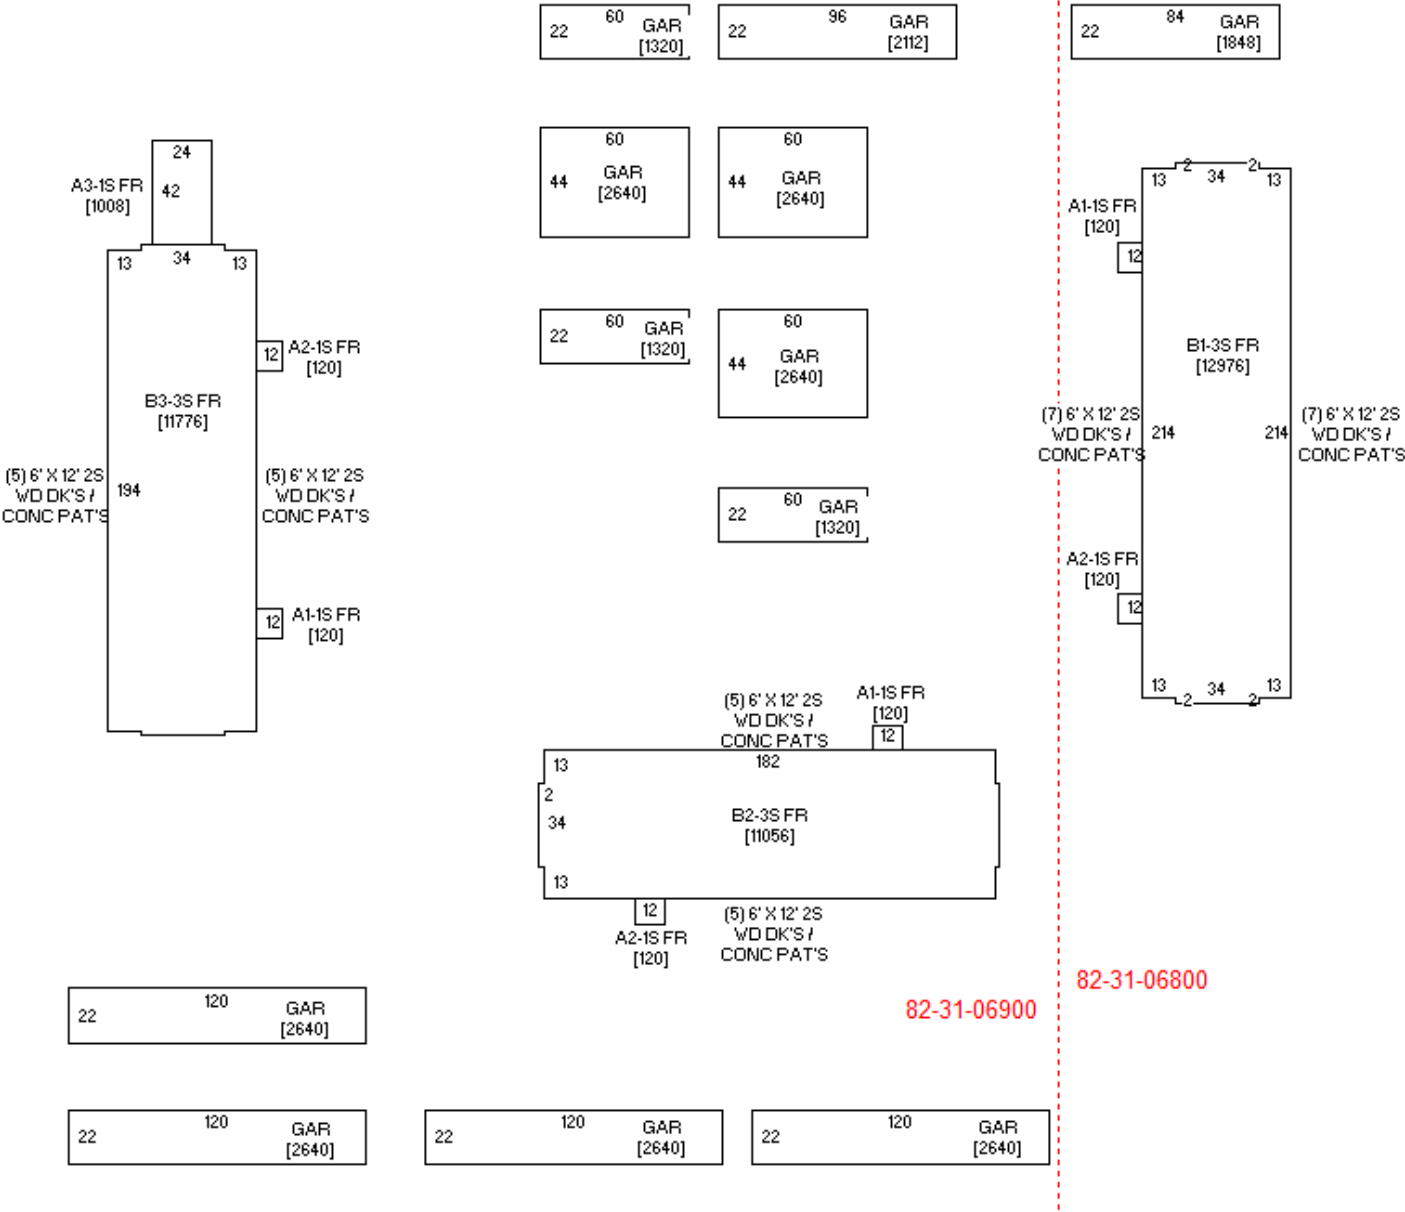 60
22
GAR
[1320]
96
22
GAR
[2112]
84
22
GAR
[1848]
60
44
GAR
[2640]
60
44
GAR
[2640]
24
A3-1S FR
[1008]
42
13
34
13
A2-1S FR
[120]
12
B3-3S FR
[11776]
(5) 6' X 12' 2S
WD DK'S /
CONC PAT'S
194
(5) 6' X 12' 2S
WD DK'S /
CONC PAT'S
A1-1S FR
[120]
12
60
22
GAR
[1320]
60
44
GAR
[2640]
60
22
GAR
[1320]
2
2
13
34
13
A1-1S FR
[120]
12
B1-3S FR
[12976]
(7) 6' X 12' 2S
WD DK'S /
CONC PAT'S
214
214
(7) 6' X 12' 2S
WD DK'S /
CONC PAT'S
A2-1S FR
[120]
12
13
34
13
2
2
(5) 6' X 12' 2S
WD DK'S /
CONC PAT'S
A1-1S FR
[120]
12
13
182
2
34
B2-3S FR
[11056]
13
12
A2-1S FR
[120]
(5) 6' X 12' 2S
WD DK'S /
CONC PAT'S
82-31-06900
82-31-06800
120
22
GAR
[2640]
120
22
GAR
[2640]
120
22
GAR
[2640]
120
22
GAR
[2640]